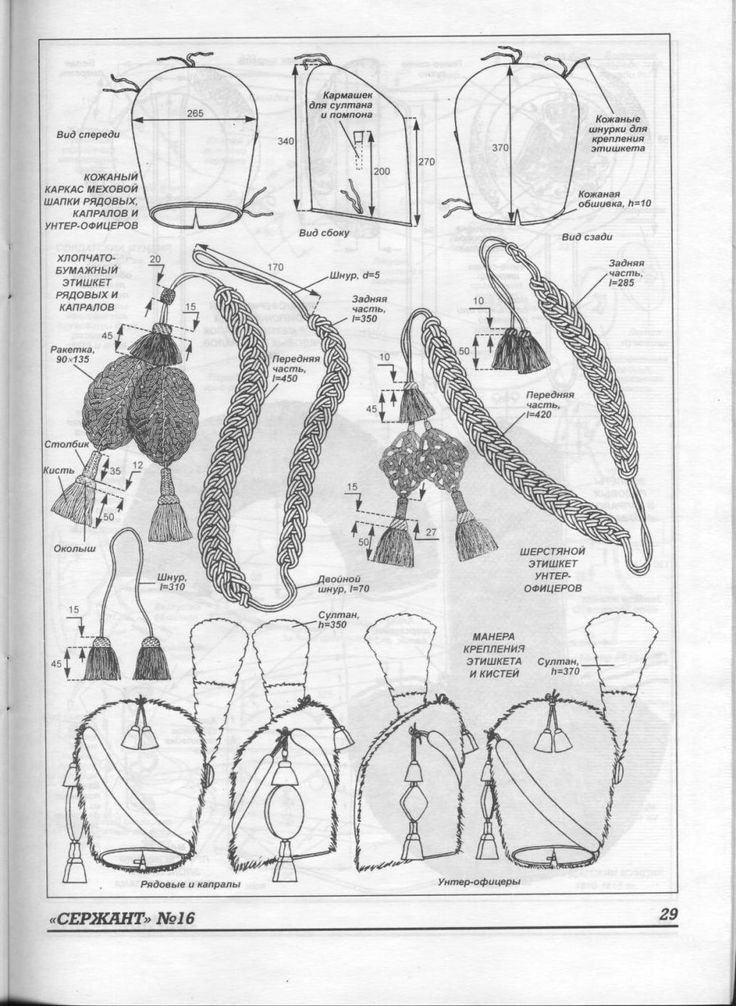 265
Вид спереди
КОЖАНЫЙ
КАРКАС МЕХОВОЙ
ШАПКИ РЯДОВЫХ,
КАПРАЛОВ И
УНТЕР-ОФИЦЕРОВ
Кармашек
для султана
и помпона
340
200
270
Вид сбоку
370
Кожаные
шнурки для
крепления
этишкета
Кожаная
обшивка, h=10
Вид сзади
ХЛОПЧАТО-
БУМАЖНЫЙ
ЭТИШКЕТ
РЯДОВЫХ И
КАПРАЛОВ
20
15
45
170
Шнур, d=5
Задняя
часть,
l=350
Ракетка,
90×135
Передняя
часть,
l=450
Столбик
Кисть
35
12
50
Околыш
Двойной
шнур, l=70
Шнур,
l=310
15
45
10
50
Задняя
часть,
l=285
10
45
Передняя
часть,
l=420
15
50
27
ШЕРСТЯНОЙ
ЭТИШКЕТ
УНТЕР-
ОФИЦЕРОВ
Султан,
h=350
МАНЕРА
КРЕПЛЕНИЯ
ЭТИШКЕТА
И КИСТЕЙ
Султан,
h=370
Рядовые и капралы
Унтер-офицеры
«СЕРЖАНТ» №16
29